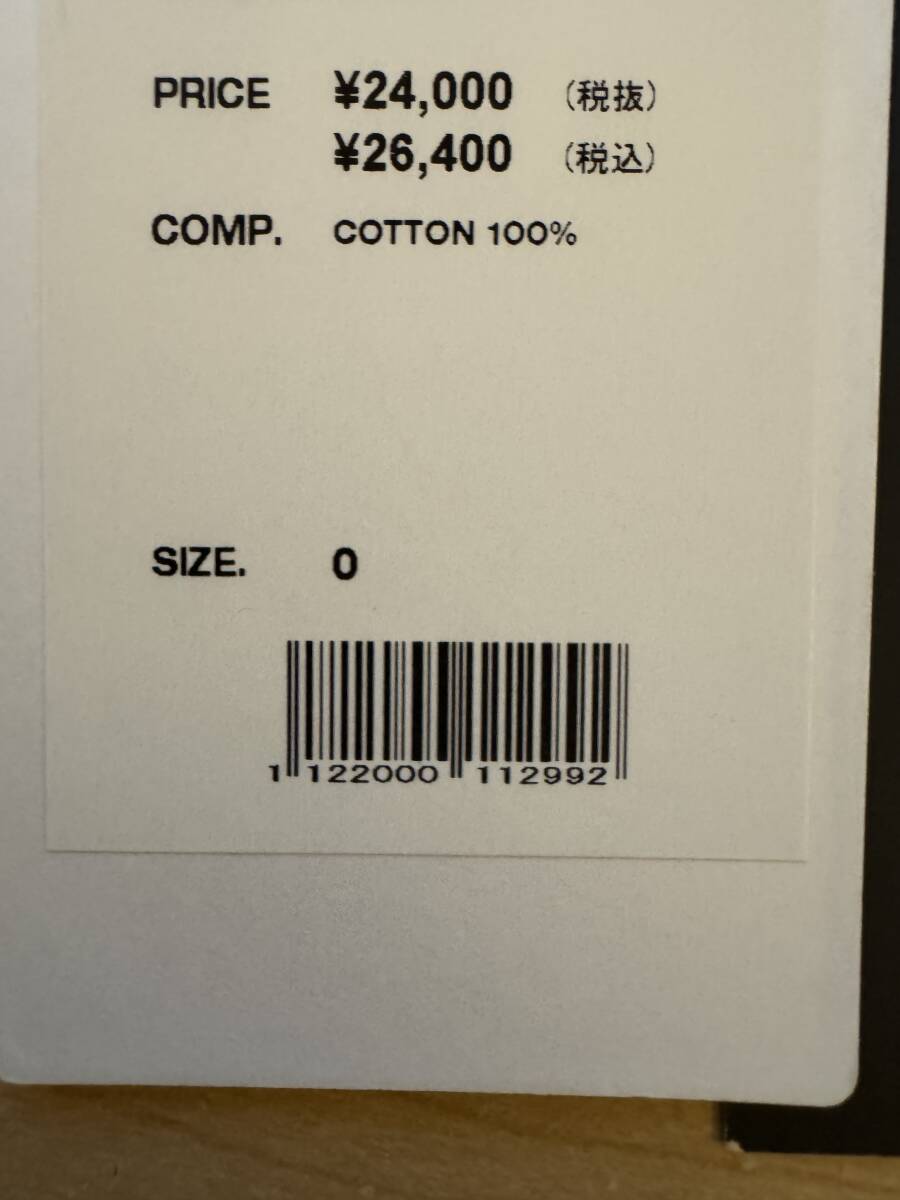 PRICE ¥24,000 (税抜)
¥26,400 (税込)
COMP. COTTON 100%
SIZE. 0
1 122000 112992